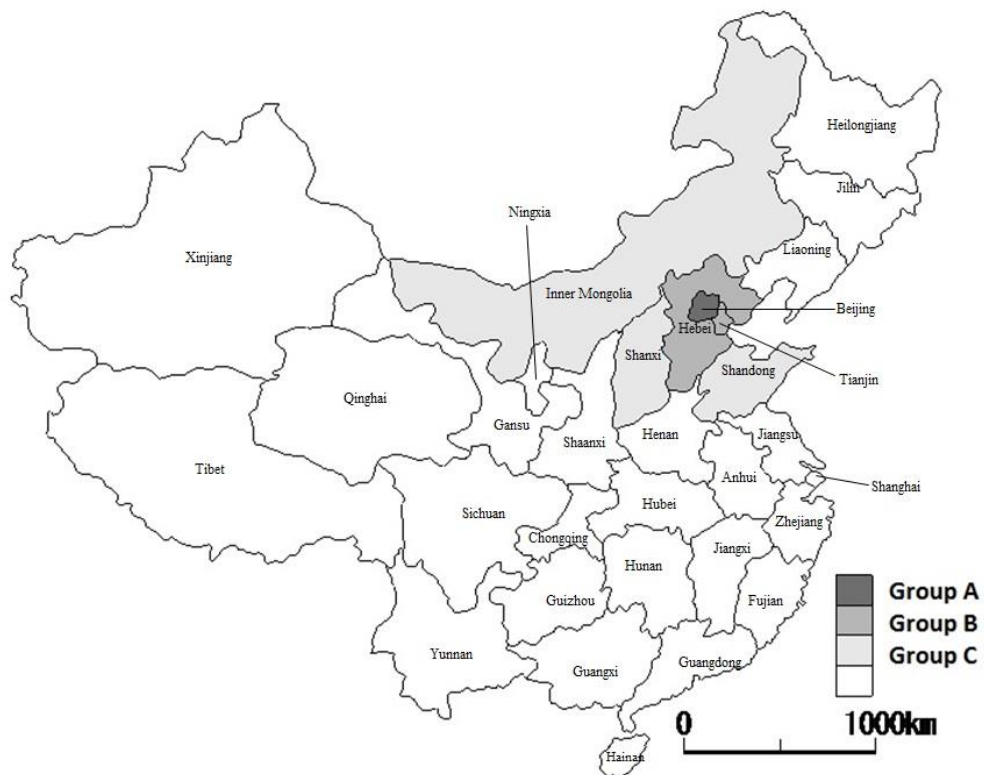 Heilongjiang
Jilin
Ningxia
Liaoning
Xinjiang
Inner Mongolia
Beijing
Hebei
Shanxi
Shandong
Tianjin
Qinghai
Gansu
Shaanxi
Henan
Jiangsu
Tibet
Anhui
Shanghai
Sichuan
Hubei
Zhejiang
Chongqing
Jiangxi
Hunan
Guizhou
Fujian
Group A
Group B
Group C
Yunnan
Guangxi
Guangdong
0 1000km
Hainan